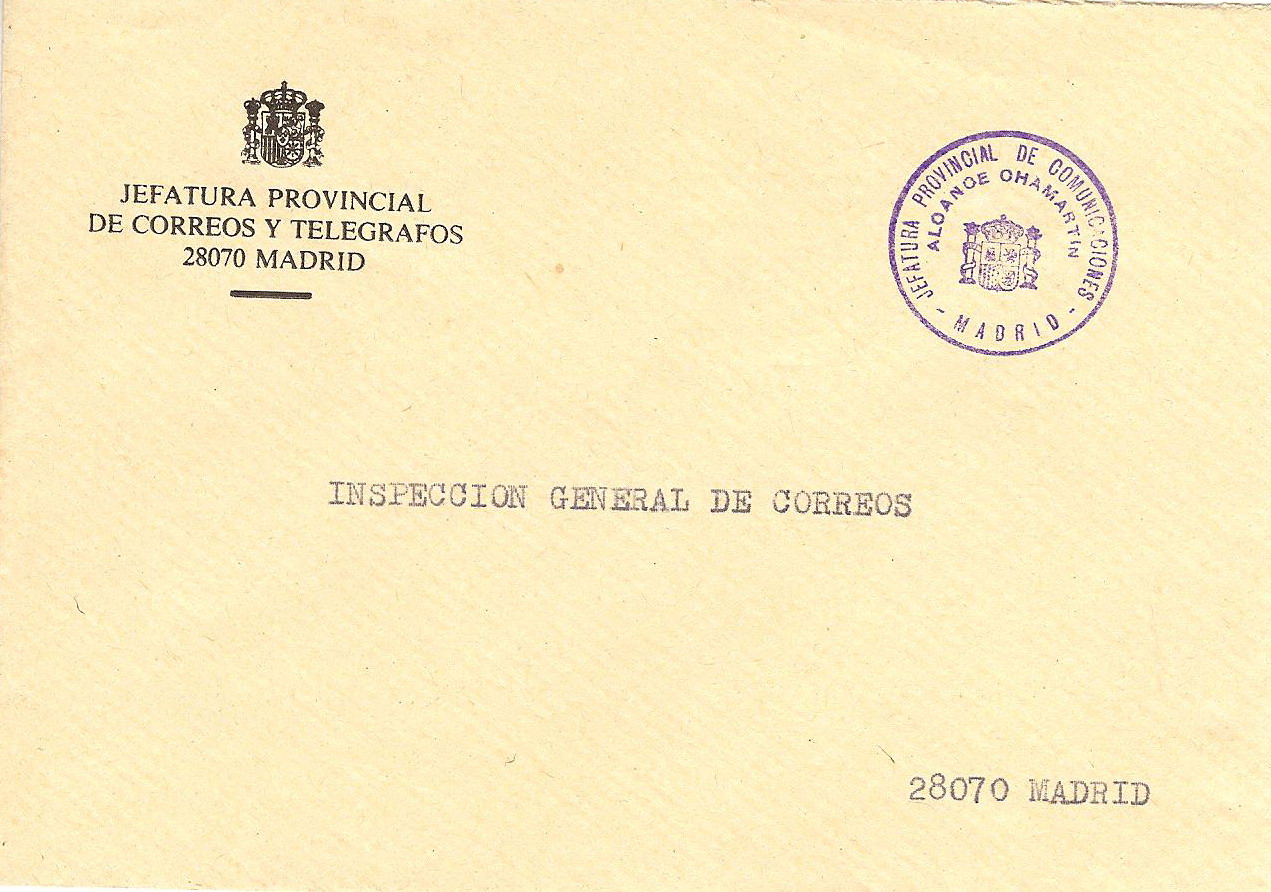 JEFATURA PROVINCIAL
DE CORREOS Y TELEGRAFOS
28070 MADRID
JEFATURA PROVINCIAL DE COMUNICACIONES
ALCANCE CHAMARTIN
- MADRID -
INSPECCION GENERAL DE CORREOS
28070 MADRID